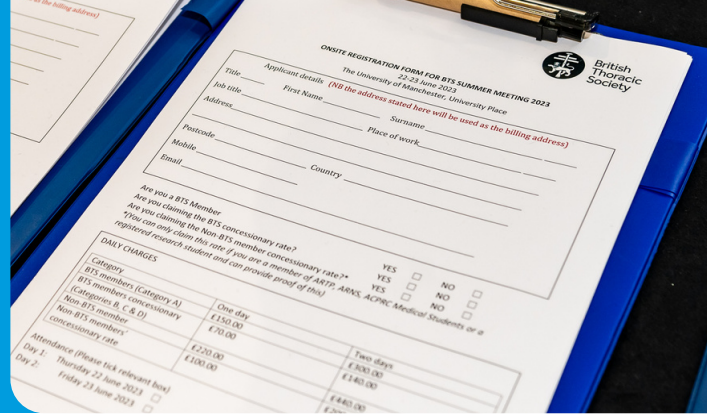 as the billing address)
ONSITE REGISTRATION FORM FOR BTS SUMMER MEETING 2023
22-23 June 2023
The University of Manchester, University Place
British
Thoracic
Society
Applicant details (NB the address stated here will be used as the billing address)
Title First Name Surname
Job title Place of work
Address
Postcode Country
Mobile
Email
Are you a BTS Member YES NO
Are you claiming the BTS concessionary rate? YES NO
Are you claiming the Non-BTS member concessionary rate?* YES NO
*(You can only claim this rate if you are a member of ARTP, ARNS, ACPRC Medical Students or a
registered research student and can provide proof of this)
DAILY CHARGES
Category One day Two days
BTS members (Category A) £150.00 £300.00
BTS members concessionary
(Categories B, C & D) £70.00 £140.00
Non-BTS member £220.00 £440.00
Non-BTS members'
concessionary rate £100.00
Attendance (Please tick relevant box)
Day 1: Thursday 22 June 2023
Day 2: Friday 23 June 2023